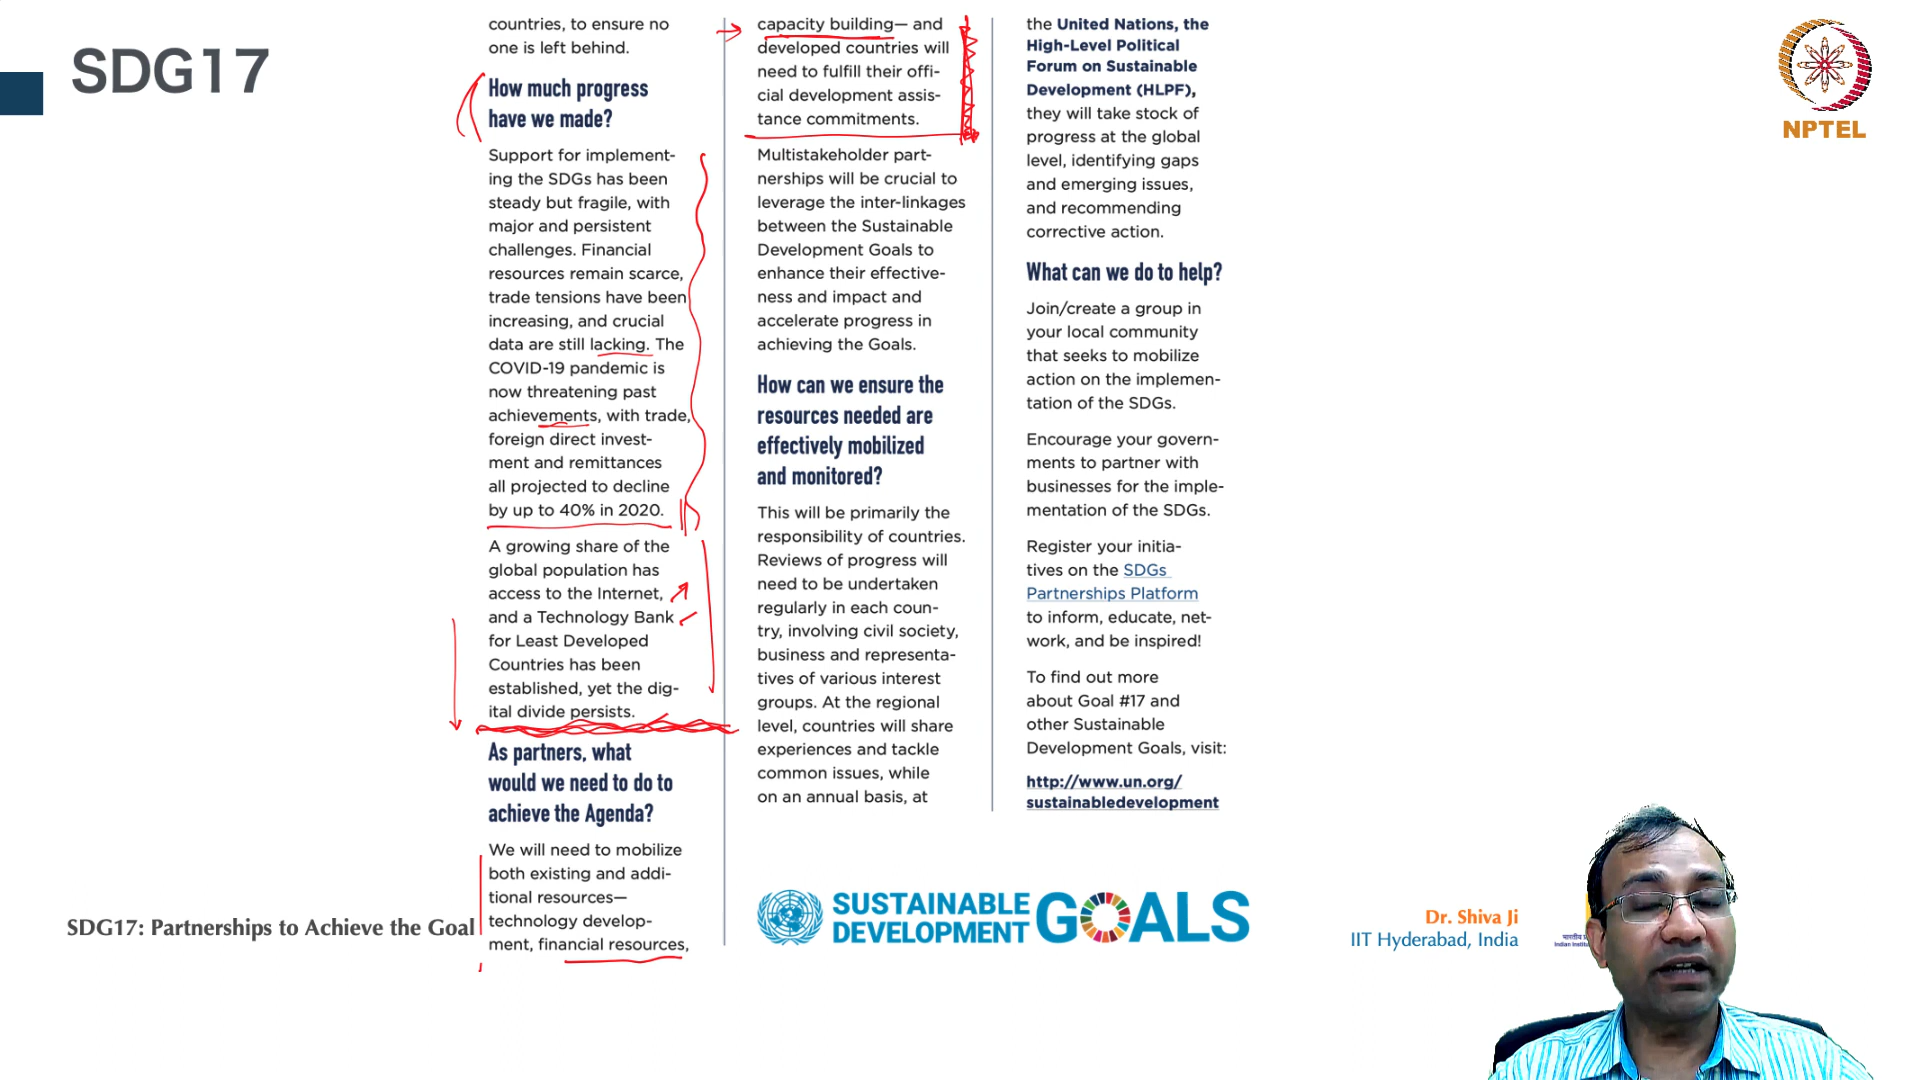 SDG17
countries, to ensure no
one is left behind.
How much progress
have we made?
Support for implement-
ing the SDGs has been
steady but fragile, with
major and persistent
challenges. Financial
resources remain scarce,
trade tensions have been
increasing, and crucial
data are still lacking. The
COVID-19 pandemic is
now threatening past
achievements, with trade,
foreign direct invest-
ment and remittances
all projected to decline
by up to 40% in 2020.
A growing share of the
global population has
access to the Internet,
and a Technology Bank
for Least Developed
Countries has been
established, yet the dig-
ital divide persists.
As partners, what
would we need to do to
achieve the Agenda?
We will need to mobilize
both existing and addi-
tional resources—
technology develop-
ment, financial resources,
capacity building— and
developed countries will
need to fulfill their offi-
cial development assis-
tance commitments.
Multistakeholder part-
nerships will be crucial to
leverage the inter-linkages
between the Sustainable
Development Goals to
enhance their effective-
ness and impact and
accelerate progress in
achieving the Goals.
How can we ensure the
resources needed are
effectively mobilized
and monitored?
This will be primarily the
responsibility of countries.
Reviews of progress will
need to be undertaken
regularly in each coun-
try, involving civil society,
business and representa-
tives of various interest
groups. At the regional
level, countries will share
experiences and tackle
common issues, while
on an annual basis, at
the United Nations, the
High-Level Political
Forum on Sustainable
Development (HLPF),
they will take stock of
progress at the global
level, identifying gaps
and emerging issues,
and recommending
corrective action.
What can we do to help?
Join/create a group in
your local community
that seeks to mobilize
action on the implemen-
tation of the SDGs.
Encourage your govern-
ments to partner with
businesses for the imple-
mentation of the SDGs.
Register your initia-
tives on the SDGs
Partnerships Platform
to inform, educate, net-
work, and be inspired!
To find out more
about Goal #17 and
other Sustainable
Development Goals, visit:
http://www.un.org/
sustainabledevelopment
SUSTAINABLE
DEVELOPMENT
GOALS
NPTEL
SDG17: Partnerships to Achieve the Goal
Dr. Shiva Ji
IIT Hyderabad, India